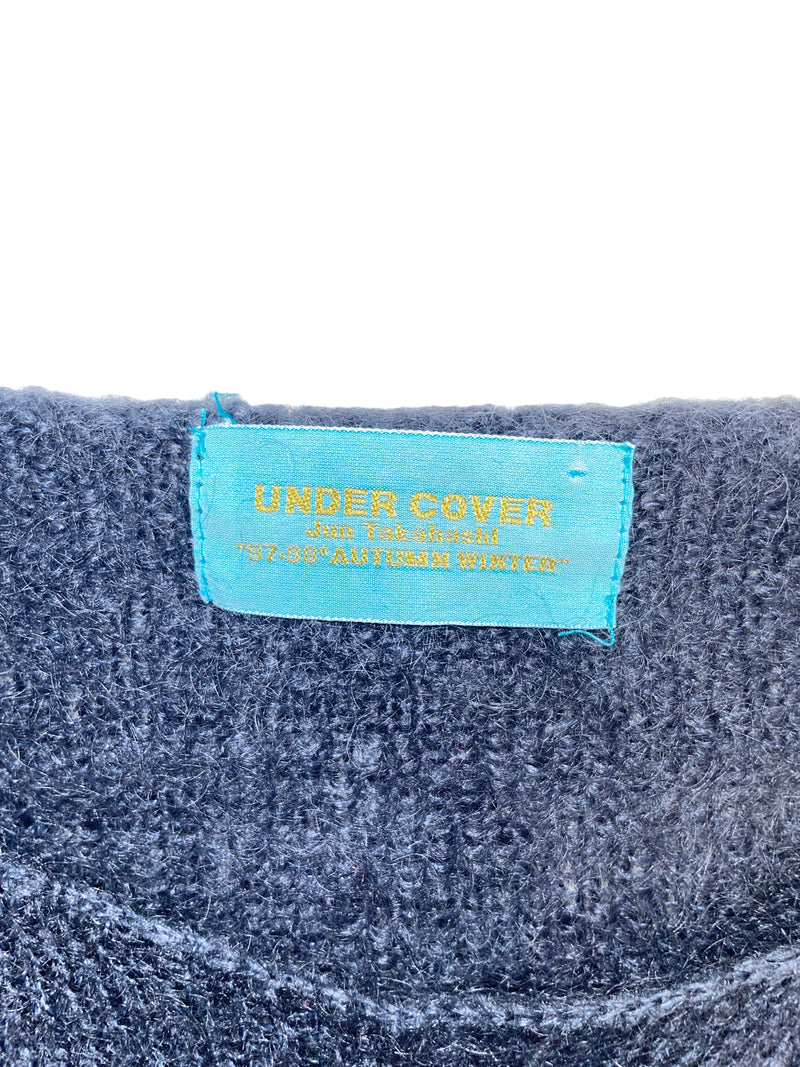 UNDER COVER
Jun Takahashi
"97-98"AUTUMN WINTER"